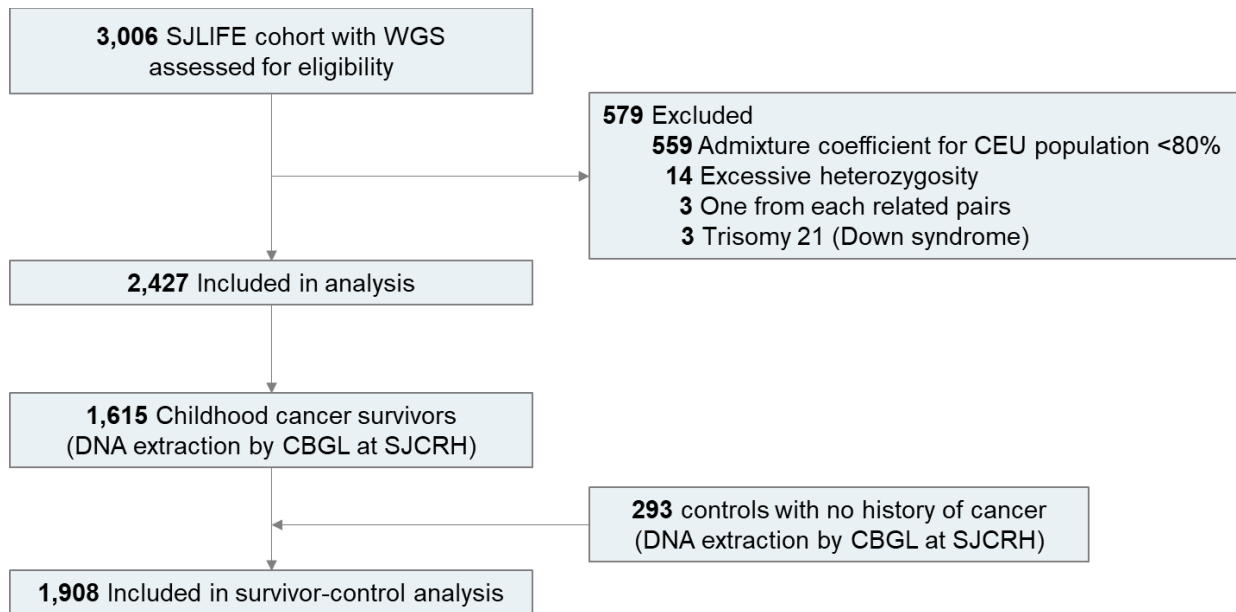 3,006 SJLIFE cohort with WGS
assessed for eligibility
579 Excluded
559 Admixture coefficient for CEU population <80%
14 Excessive heterozygosity
3 One from each related pairs
3 Trisomy 21 (Down syndrome)
2,427 Included in analysis
1,615 Childhood cancer survivors
(DNA extraction by CBGL at SJCRH)
293 controls with no history of cancer
(DNA extraction by CBGL at SJCRH)
1,908 Included in survivor-control analysis